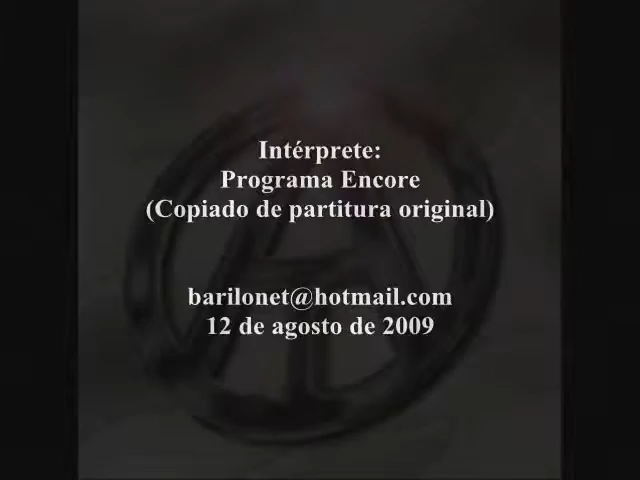 Intérprete:
Programa Encore
(Copiado de partitura original)
barilonet@hotmail.com
12 de agosto de 2009